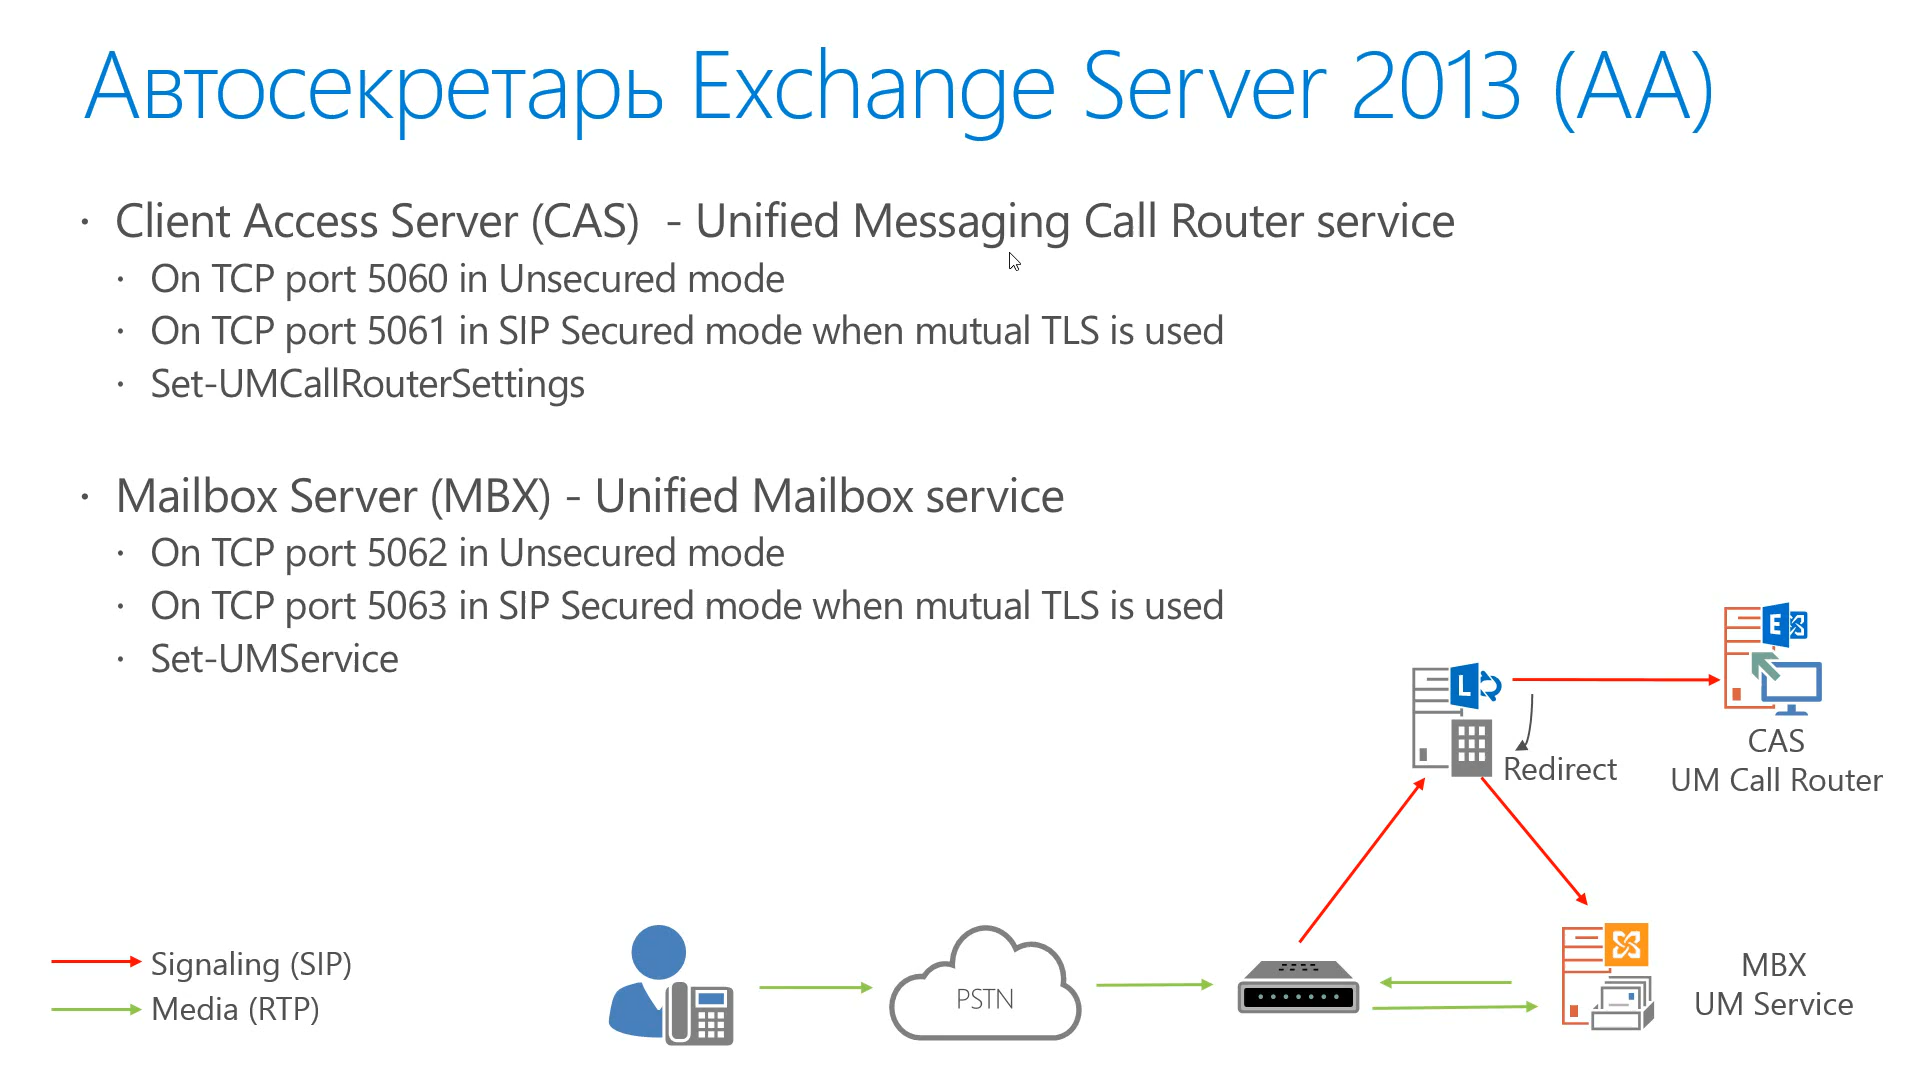 Автосекретарь Exchange Server 2013 (AA)
· Client Access Server (CAS) - Unified Messaging Call Router service
· On TCP port 5060 in Unsecured mode
· On TCP port 5061 in SIP Secured mode when mutual TLS is used
· Set-UMCallRouterSettings
· Mailbox Server (MBX) - Unified Mailbox service
· On TCP port 5062 in Unsecured mode
· On TCP port 5063 in SIP Secured mode when mutual TLS is used
· Set-UMService
E
L
Redirect
CAS
UM Call Router
Signaling (SIP)
Media (RTP)
PSTN
MBX
UM Service